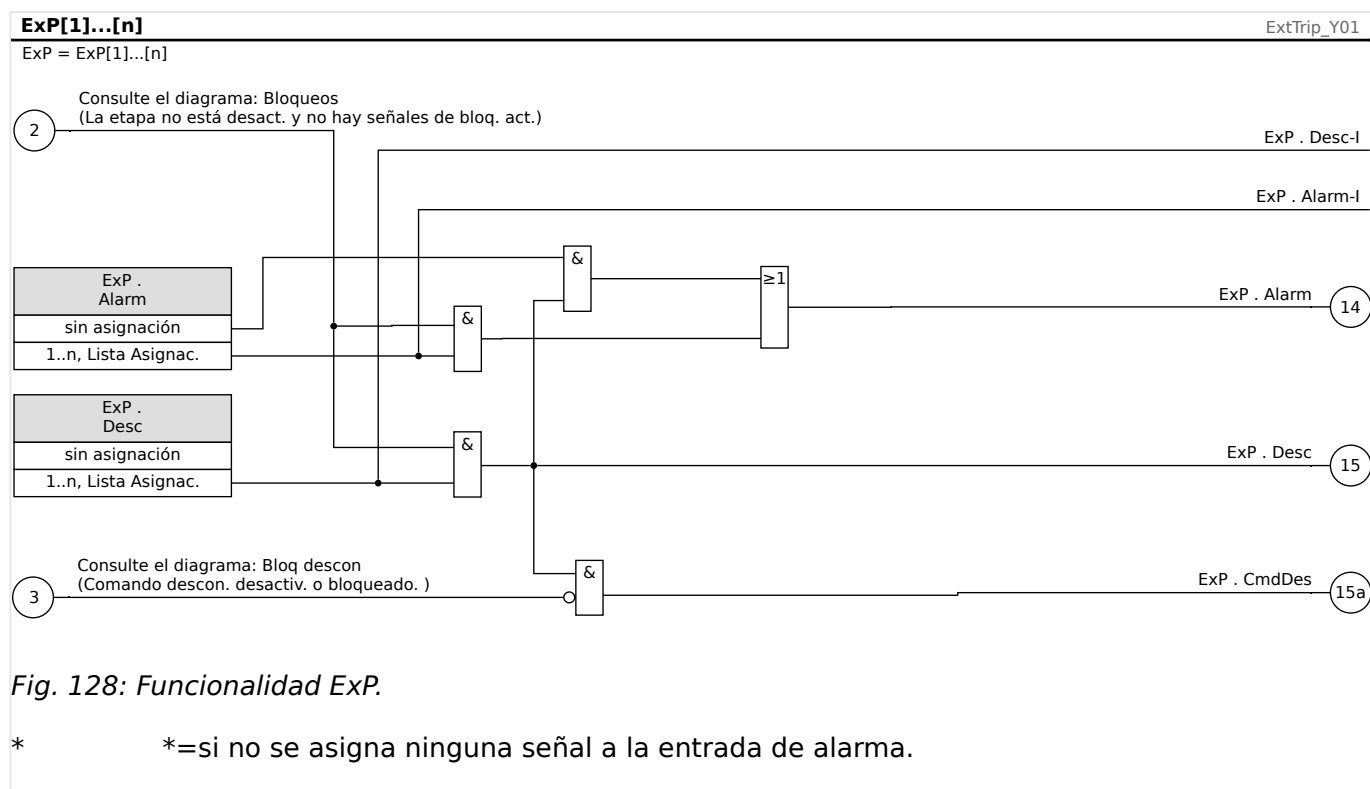 ExP[1]...[n]
ExtTrip_Y01
ExP = ExP[1]...[n]
Consulte el diagrama: Bloqueos
(La etapa no está desact. y no hay señales de bloq. act.)
2
ExP . Desc-I
ExP . Alarm-I
&
ExP .
Alarm
≥1
ExP . Alarm
14
sin asignación
&
1..n, Lista Asignac.
ExP .
Desc
sin asignación
&
ExP . Desc
15
1..n, Lista Asignac.
Consulte el diagrama: Bloq descon
(Comando descon. desactiv. o bloqueado. )
3
&
ExP . CmdDes
15a
Fig. 128: Funcionalidad ExP.
* *=si no se asigna ninguna señal a la entrada de alarma.